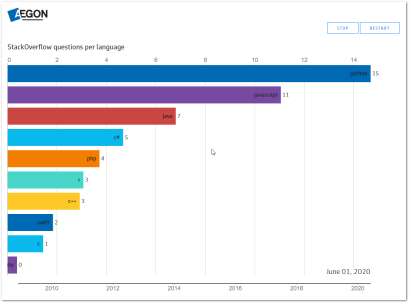 AEGON
STOP RESTART
StackOverflow questions per language
0 2 4 6 8 10 12 14
python 15
javascript 11
java 7
c# 5
php 4
3
c++ 3
swift 2
c 1
0
June 01, 2020
2010 2012 2014 2016 2018 2020